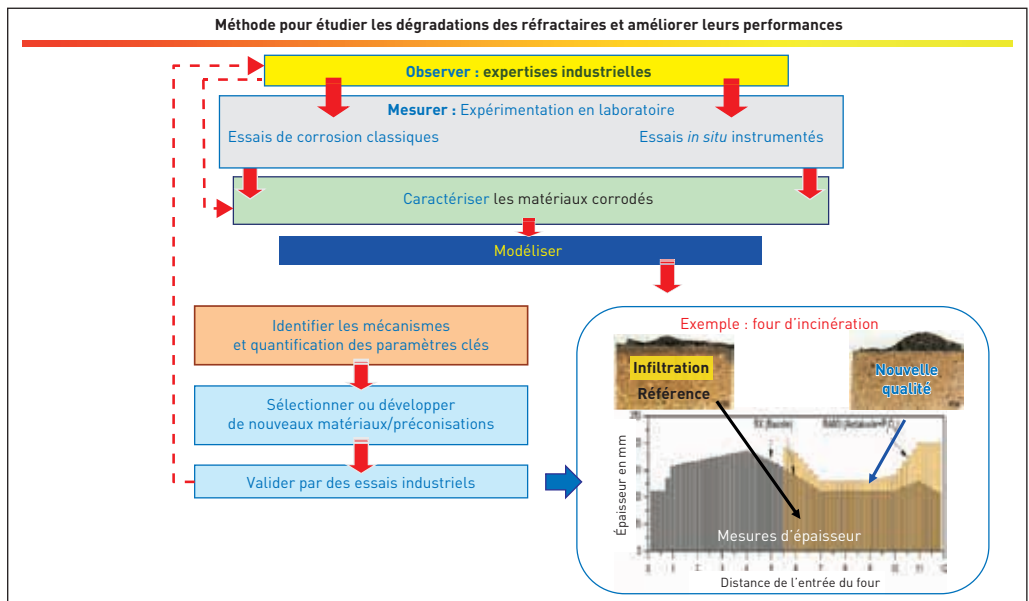 Méthode pour étudier les dégradations des réfractaires et améliorer leurs performances
Observer : expertises industrielles
Mesurer : Expérimentation en laboratoire
Essais de corrosion classiques
Essais in situ instrumentés
Caractériser les matériaux corrodés
Modéliser
Identifier les mécanismes
et quantification des paramètres clés
Sélectionner ou développer
de nouveaux matériaux/préconisations
Valider par des essais industriels
Exemple : four d'incinération
Infiltration
Référence
Nouvelle
qualité
Épaisseur en mm
Mesures d'épaisseur
Distance de l'entrée du four